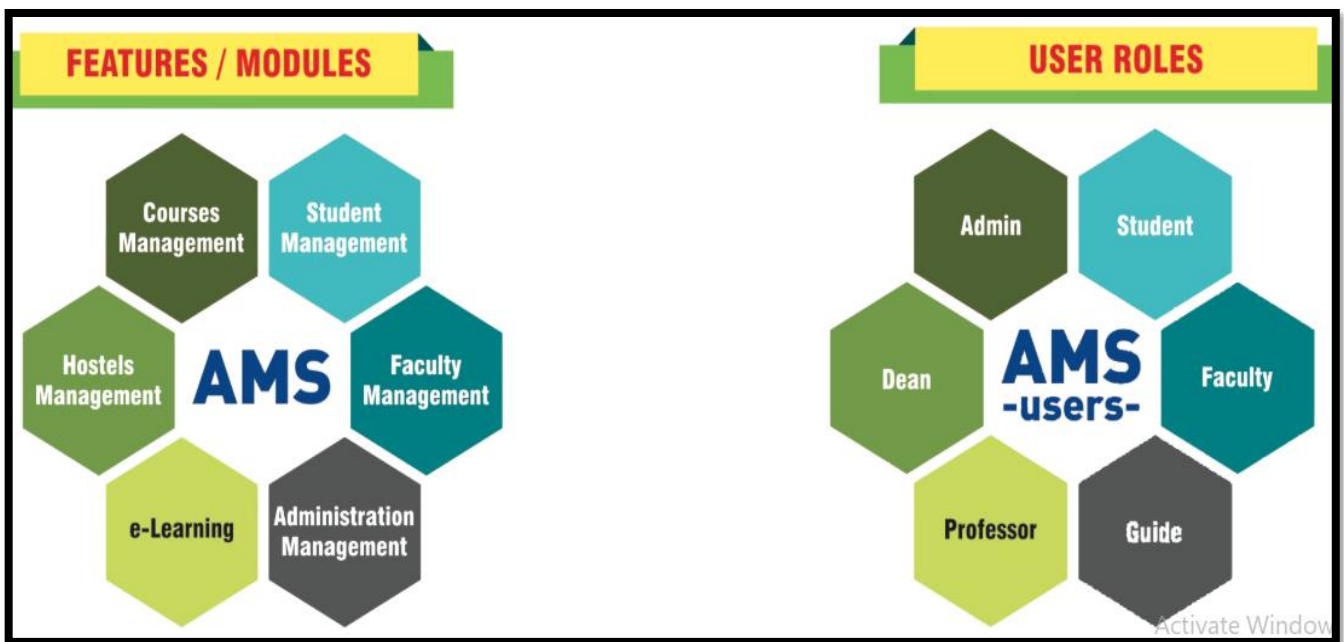 FEATURES / MODULES
Courses
Management
Student
Management
Hostels
Management
AMS
Faculty
Management
e-Learning
Administration
Management
USER ROLES
Admin
Student
Dean
AMS
-users-
Faculty
Professor
Guide
Activate Window